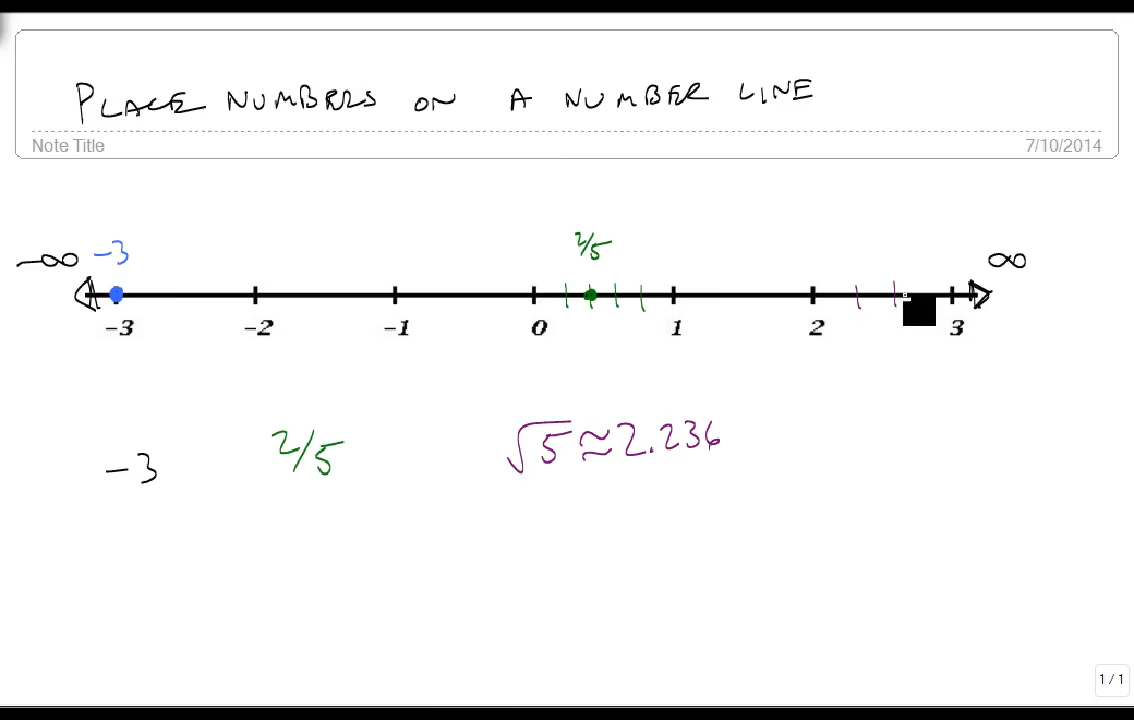 PLACE NUMBERS ON A NUMBER LINE
Note Title 7/10/2014
-∞ -3 2/5 ∞
-3 -2 -1 0 1 2 3
-3 2/5 √5≅2.236
1 / 1